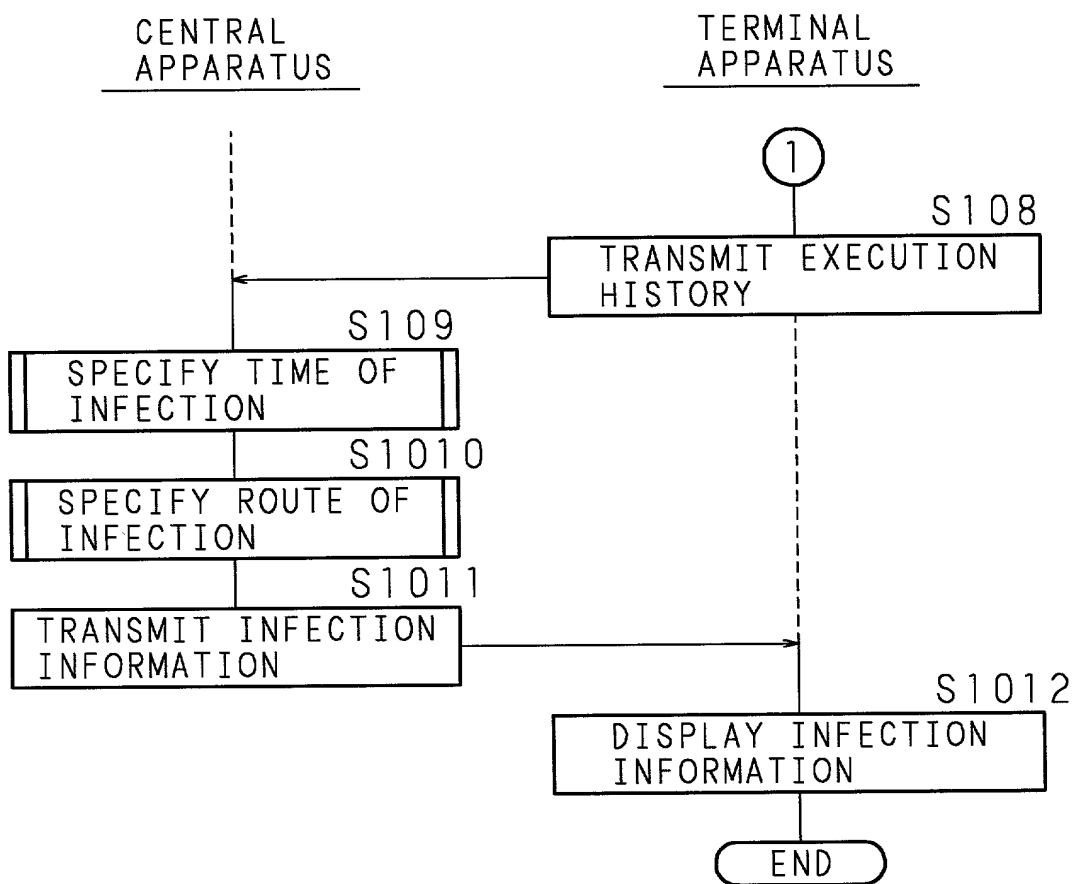 CENTRAL
APPARATUS
TERMINAL
APPARATUS
1
S108
TRANSMIT EXECUTION
HISTORY
S109
SPECIFY TIME OF
INFECTION
S1010
SPECIFY ROUTE OF
INFECTION
S1011
TRANSMIT INFECTION
INFORMATION
S1012
DISPLAY INFECTION
INFORMATION
END